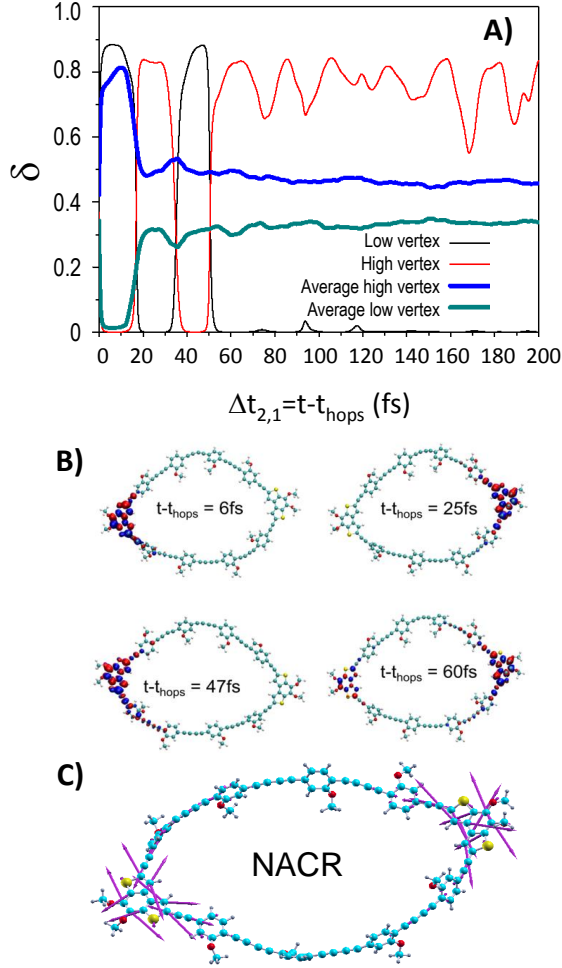 A)
1.0
0.8
0.6
0.4
0.2
0
δ
Low vertex
High vertex
Average high vertex
Average low vertex
0 20 40 60 80 100 120 140 160 180 200
Δt2,1=t-thops (fs)
B)
t-thops = 6fs
t-thops = 25fs
t-thops = 47fs
t-thops = 60fs
C)
NACR